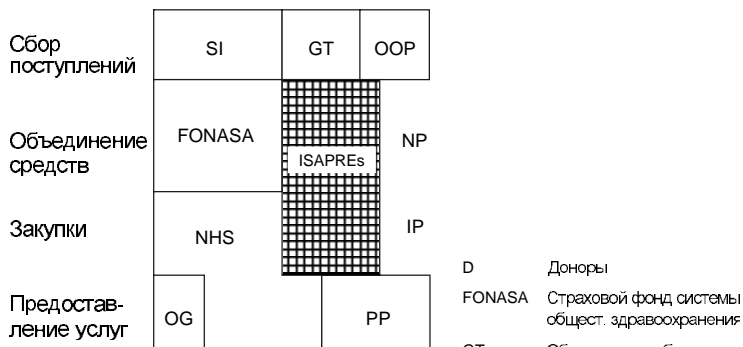 Сбор
поступлений
SI
GT
OOP
Объединение
средств
FONASA
ISAPREs
NP
Закупки
NHS
IP
Предостав-
ление услуг
OG
PP
D Доноры
FONASA Страховой фонд системы
общест. здравоохранения